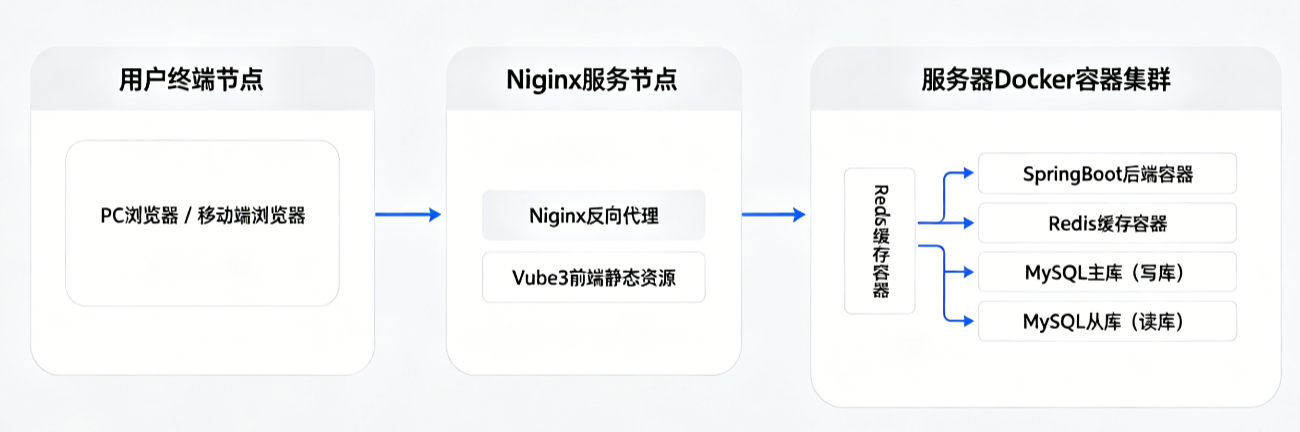 用户终端节点
PC浏览器 / 移动端浏览器
Niginx服务节点
Niginx反向代理
Vube3前端静态资源
服务器Docker容器集群
Reds缓存容器
SpringBoot后端容器
Redis缓存容器
MySQL主库（写库）
MySQL从库（读库）